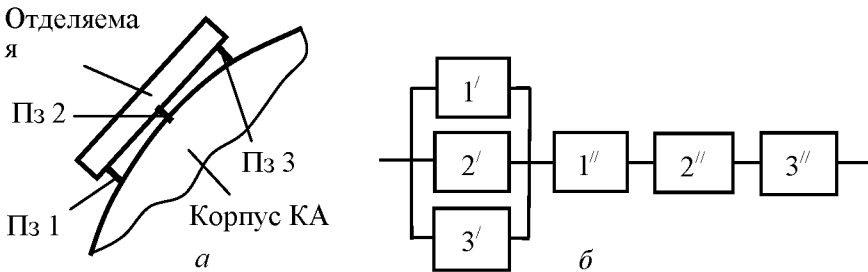 Отделяема
я
Пз 2
Пз 3
Пз 1
Корпус КА
а
1/
2/
3/
1//
2//
3//
б